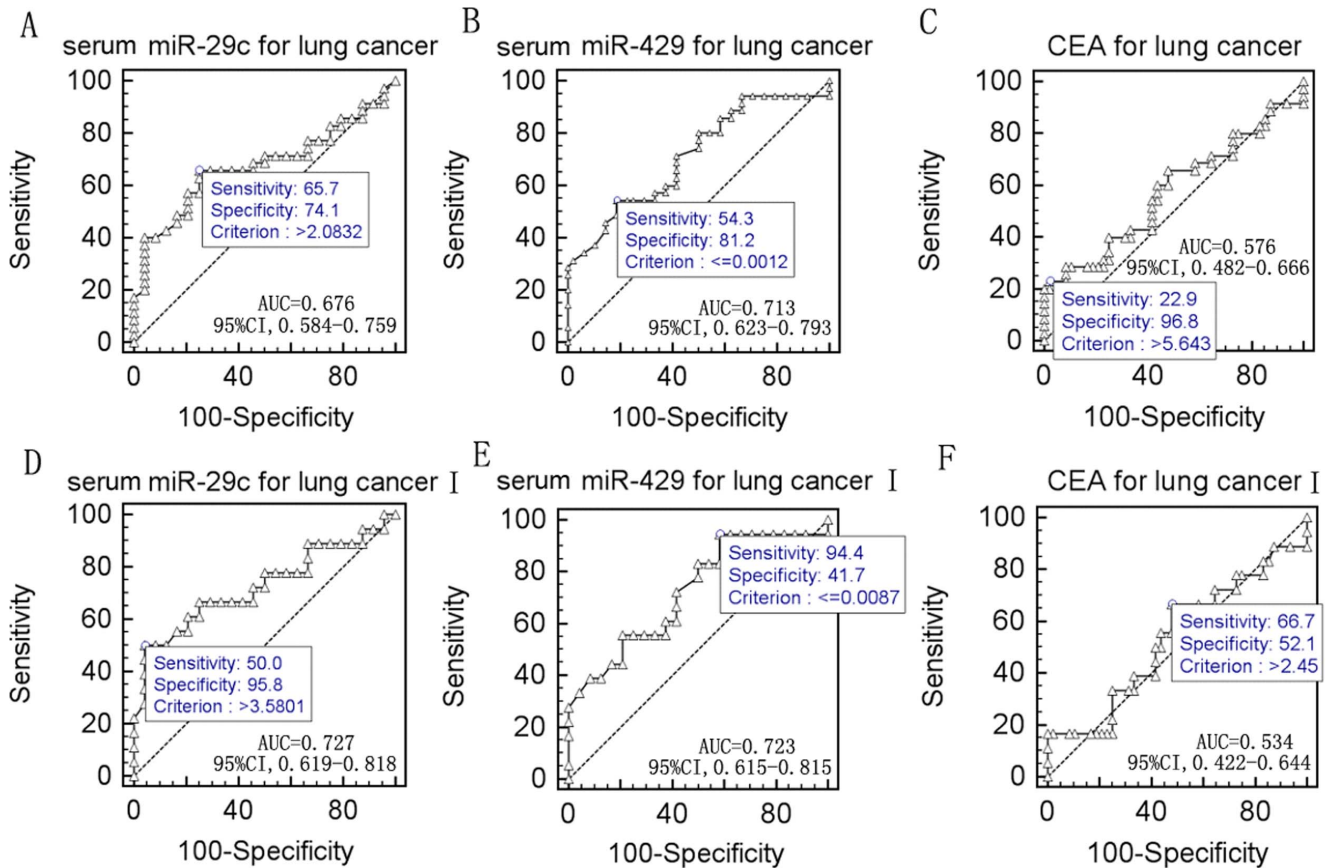 A
serum miR-29c for lung cancer
100
80
60
40
20
0
Sensitivity
Sensitivity: 65.7
Specificity: 74.1
Criterion : >2.0832
AUC=0.676
95%CI, 0.584-0.759
0
40
80
100-Specificity
B
serum miR-429 for lung cancer
100
80
60
40
20
0
Sensitivity
Sensitivity: 54.3
Specificity: 81.2
Criterion : <=0.0012
AUC=0.713
95%CI, 0.623-0.793
0
40
80
100-Specificity
C
CEA for lung cancer
100
80
60
40
20
0
Sensitivity
AUC=0.576
95%CI, 0.482-0.666
Sensitivity: 22.9
Specificity: 96.8
Criterion : >5.643
0
40
80
100-Specificity
D
serum miR-29c for lung cancer I
100
80
60
40
20
0
Sensitivity
Sensitivity: 50.0
Specificity: 95.8
Criterion : >3.5801
AUC=0.727
95%CI, 0.619-0.818
0
40
80
100-Specificity
E
serum miR-429 for lung cancer I
100
80
60
40
20
0
Sensitivity
Sensitivity: 94.4
Specificity: 41.7
Criterion : <=0.0087
AUC=0.723
95%CI, 0.615-0.815
0
40
80
100-Specificity
F
CEA for lung cancer I
100
80
60
40
20
0
Sensitivity
Sensitivity: 66.7
Specificity: 52.1
Criterion : >2.45
AUC=0.534
95%CI, 0.422-0.644
0
40
80
100-Specificity